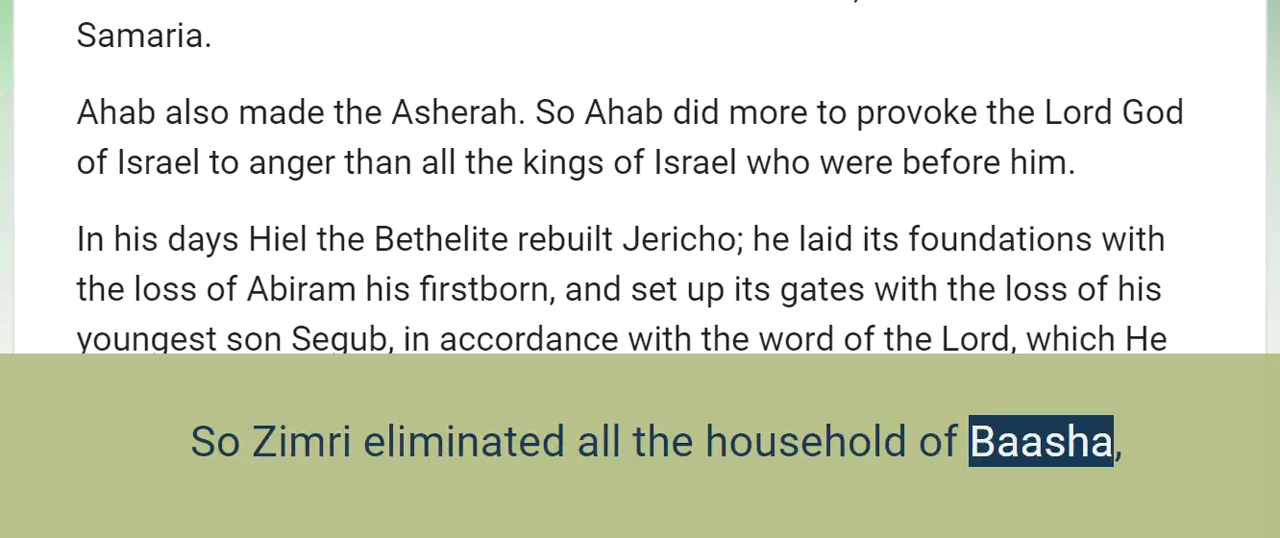 Samaria.
Ahab also made the Asherah. So Ahab did more to provoke the Lord God
of Israel to anger than all the kings of Israel who were before him.
In his days Hiel the Bethelite rebuilt Jericho; he laid its foundations with
the loss of Abiram his firstborn, and set up its gates with the loss of his
youngest son Segub, in accordance with the word of the Lord, which He
So Zimri eliminated all the household of Baasha,